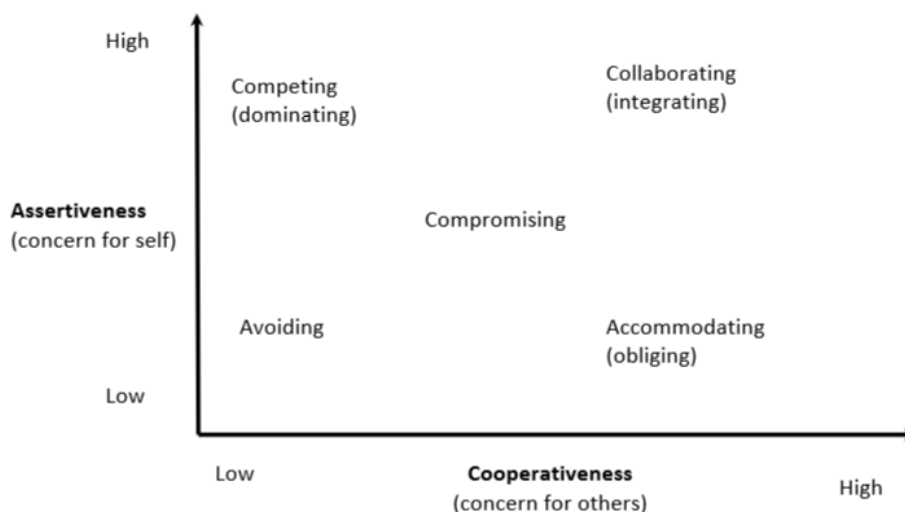 High
Competing
(dominating)
Collaborating
(integrating)
Assertiveness
(concern for self)
Compromising
Avoiding
Accommodating
(obliging)
Low
Low
Cooperativeness
(concern for others)
High